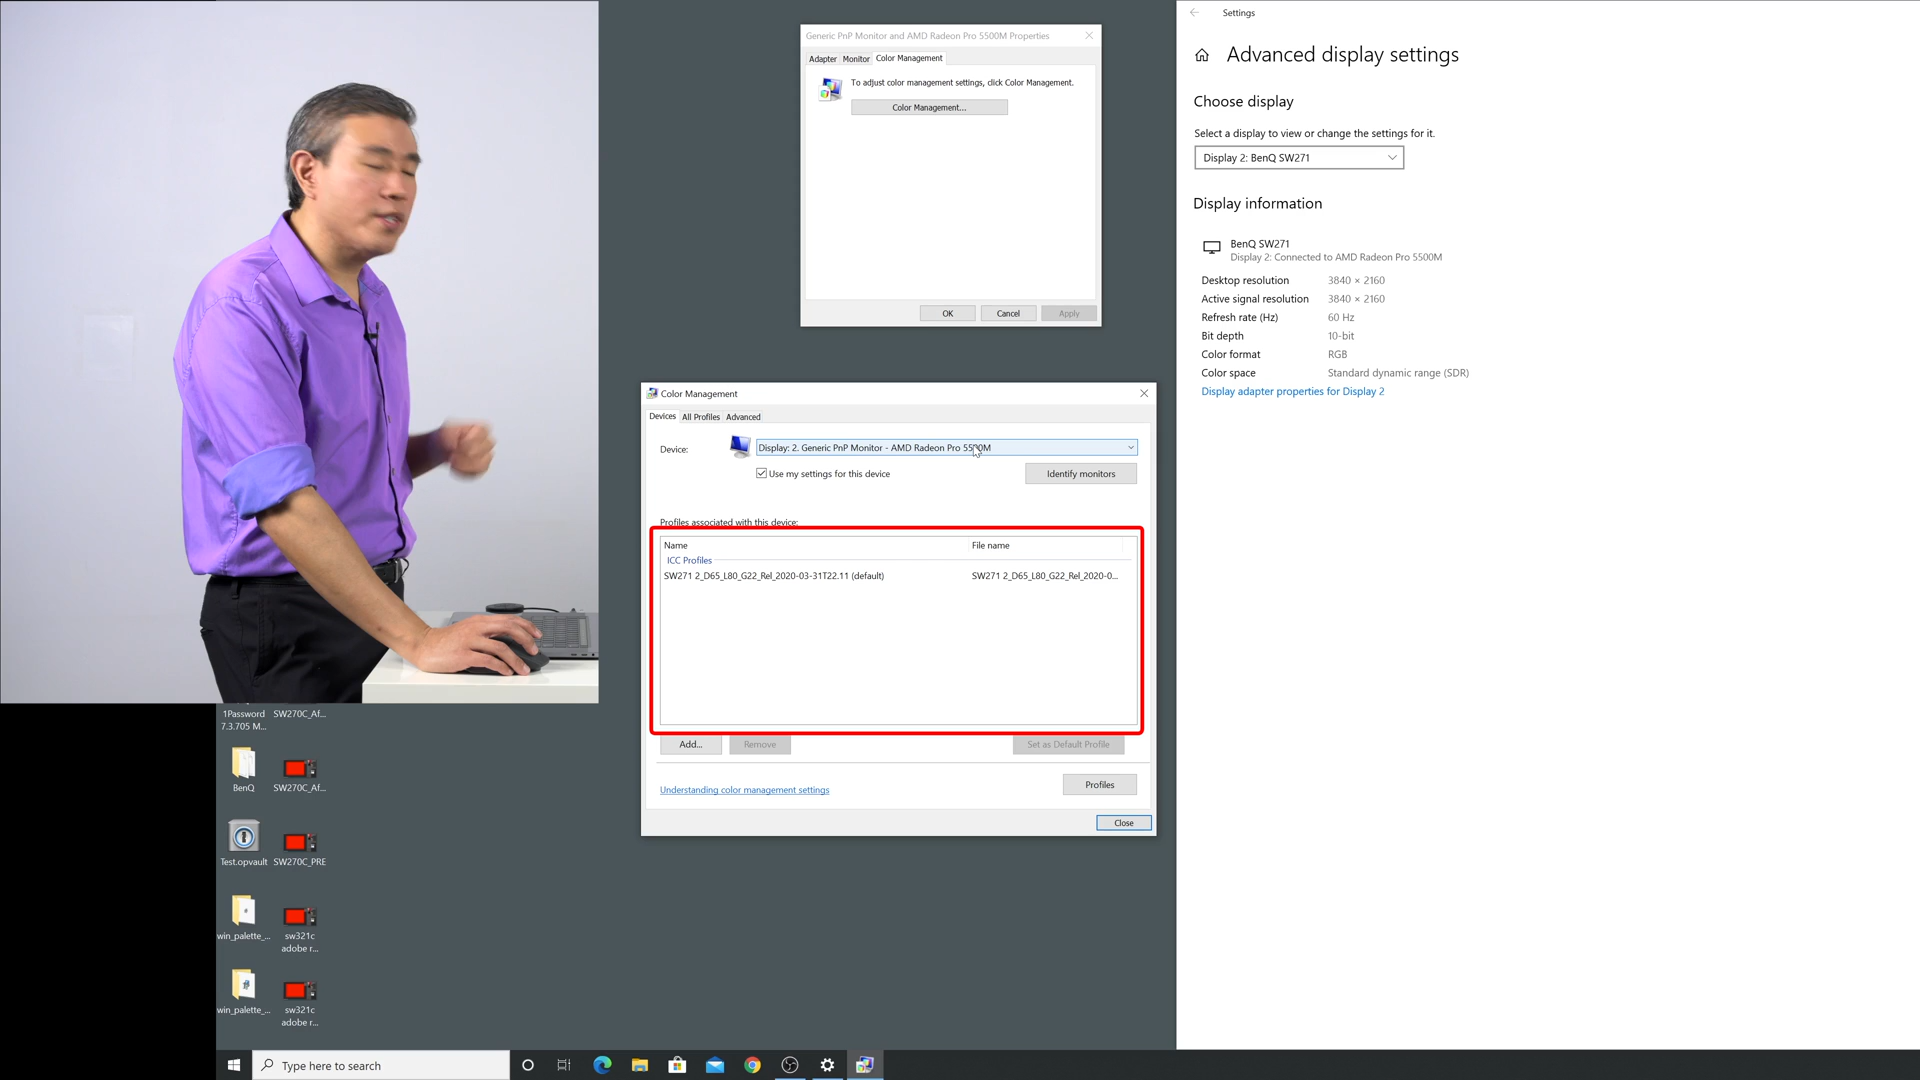 Generic PnP Monitor and AMD Radeon Pro 5500M Properties
Adapter Monitor Color Management
To adjust color management settings, click Color Management.
Color Management...
OK Cancel Apply
Color Management
Devices All Profiles Advanced
Device: Display: 2. Generic PnP Monitor - AMD Radeon Pro 5500M
Use my settings for this device Identify monitors
Profiles associated with this device:
Name File name
ICC Profiles
SW271 2_D65_L80_G22_Rel_2020-03-31T22.11 (default) SW271 2_D65_L80_G22_Rel_2020-0...
Add... Remove Set as Default Profile
Understanding color management settings Profiles
Close
Settings
Advanced display settings
Choose display
Select a display to view or change the settings for it.
Display 2: BenQ SW271
Display information
BenQ SW271
Display 2: Connected to AMD Radeon Pro 5500M
Desktop resolution 3840 × 2160
Active signal resolution 3840 × 2160
Refresh rate (Hz) 60 Hz
Bit depth 10-bit
Color format RGB
Color space Standard dynamic range (SDR)
Display adapter properties for Display 2
1Password
7.3.705 M...
SW270C_Af...
BenQ
SW270C_Af...
Test.opvault
SW270C_PRE
win_palette_...
sw321c
adobe r...
win_palette_...
sw321c
adobe r...
Type here to search